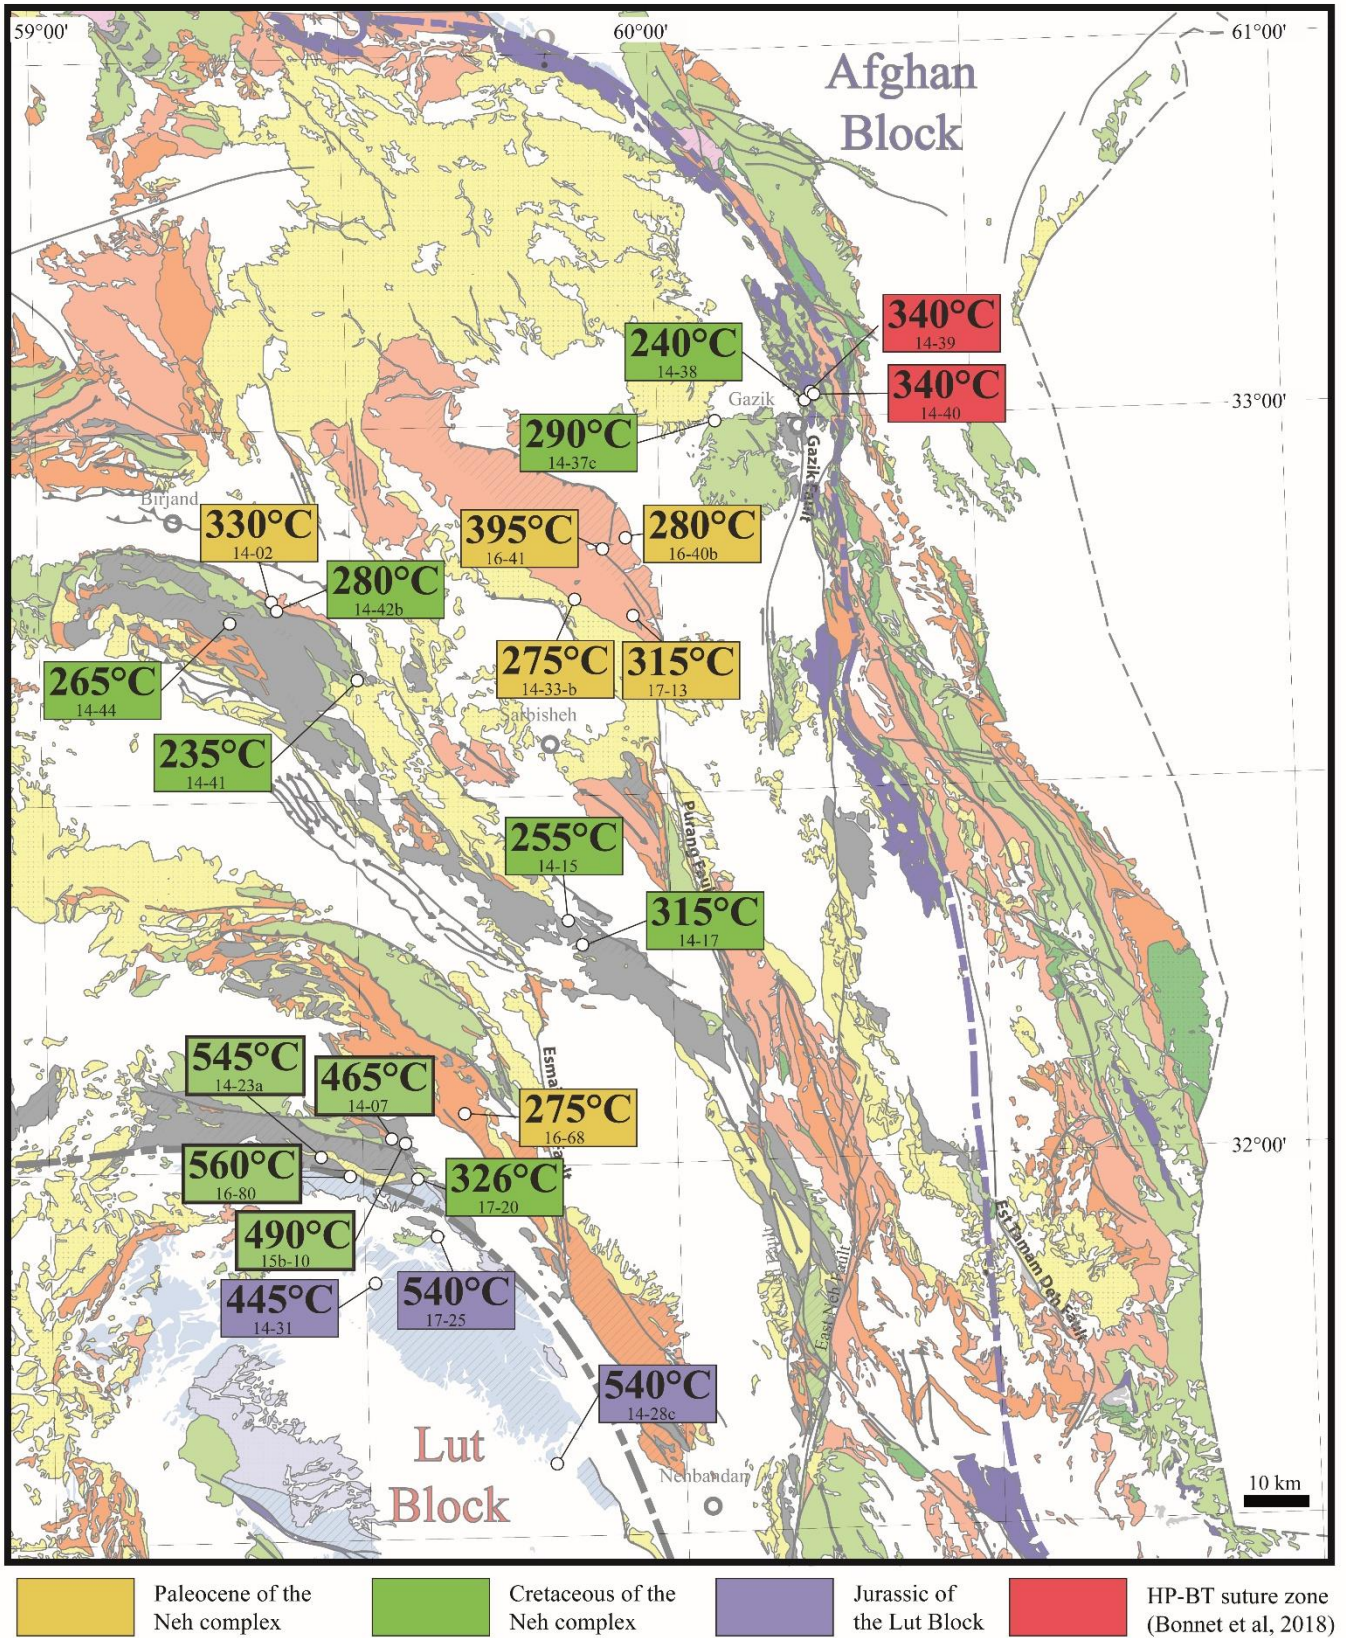 59°00'
60°00'
61°00'
Afghan
Block
340°C
14-39
240°C
14-38
340°C
14-40
Gazik
33°00'
290°C
14-37c
Gazik Fault
Birjand
330°C
14-02
395°C
16-41
280°C
16-40b
280°C
14-42b
265°C
14-44
275°C
14-33-b
315°C
17-13
Sarbisheh
235°C
14-41
Purang Fault
255°C
14-15
315°C
14-17
545°C
14-23a
465°C
14-07
275°C
16-68
32°00'
560°C
16-80
326°C
17-20
490°C
15b-10
East Neh Fault
445°C
14-31
540°C
17-25
540°C
14-28c
Lut
Block
Nehbandan
10 km
Paleocene of the
Neh complex
Cretaceous of the
Neh complex
Jurassic of
the Lut Block
HP-BT suture zone
(Bonnet et al, 2018)